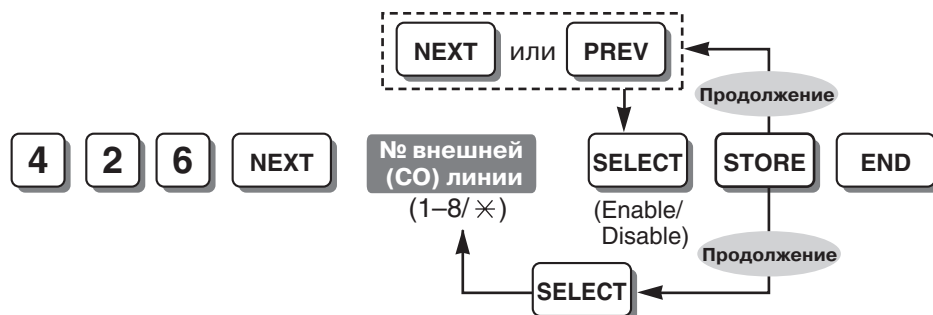 NEXT или PREV
Продолжение
4 2 6 NEXT № внешней (CO) линии SELECT STORE END
(1–8/✳)
(Enable/
Disable)
Продолжение
SELECT